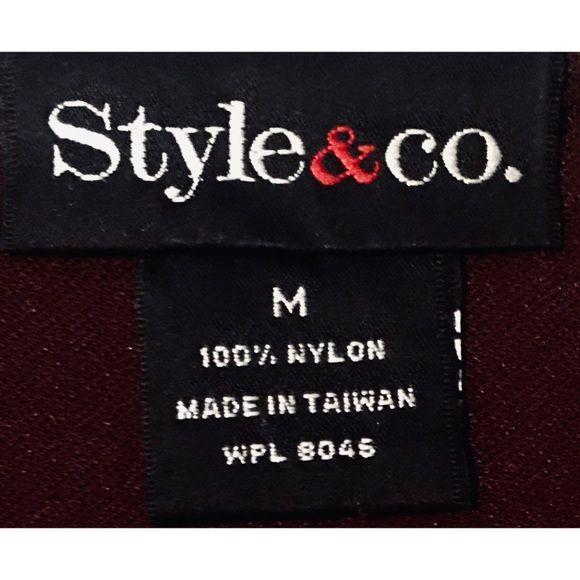 Style&co.
M
100% NYLON
MADE IN TAIWAN
WPL 8045